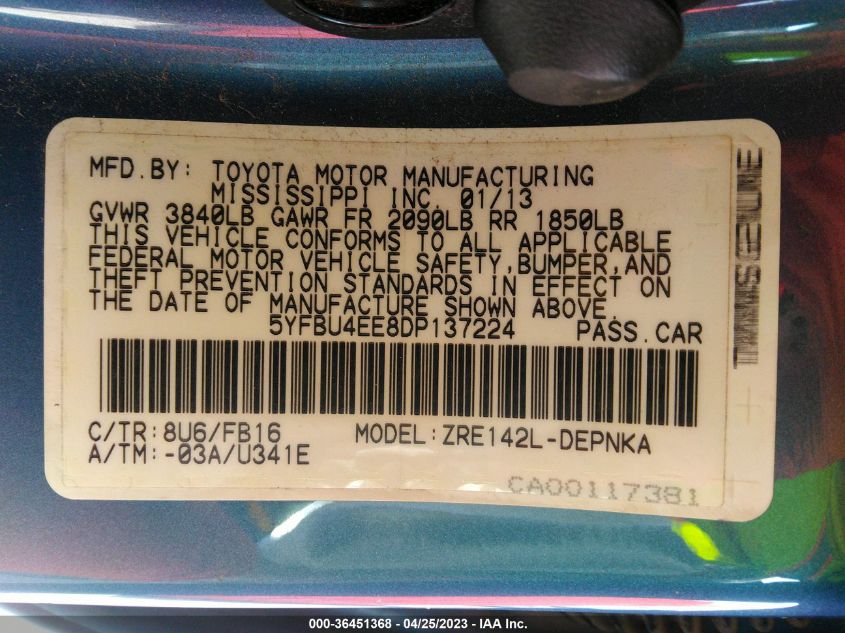 MFD.BY: TOYOTA MOTOR MANUFACTURING
MISSISSIPPI INC. 01/13
GVWR 3840LB GAWR FR 2090LB RR 1850LB
THIS VEHICLE CONFORMS TO ALL APPLICABLE
FEDERAL MOTOR VEHICLE SAFETY,BUMPER,AND
THEFT PREVENTION STANDARDS IN EFFECT ON
THE DATE OF MANUFACTURE SHOWN ABOVE.
5YFBU4EE8DP137224 PASS.CAR
C/TR:8U6/FB16 MODEL:ZRE142L-DEPNKA
A/TM:-03A/U341E
CA00117381
000-36451368 - 04/25/2023 - IAA Inc.